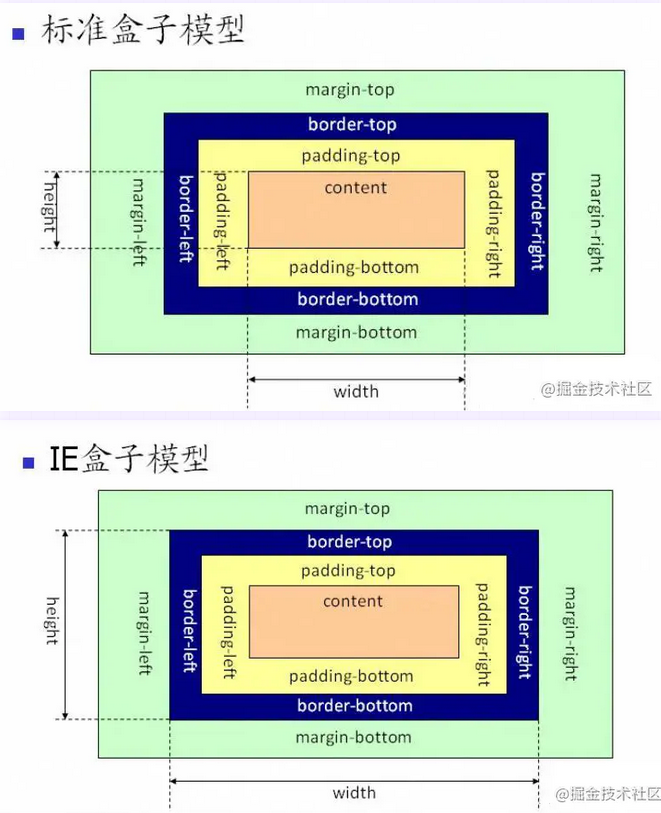 标准盒子模型
margin-top
border-top
padding-top
content
height
margin-left
border-left
padding-left
padding-right
border-right
margin-right
padding-bottom
border-bottom
margin-bottom
width
@掘金技术社区
IE盒子模型
margin-top
border-top
padding-top
content
height
margin-left
border-left
padding-left
padding-right
border-right
margin-right
padding-bottom
border-bottom
margin-bottom
width
@掘金技术社区